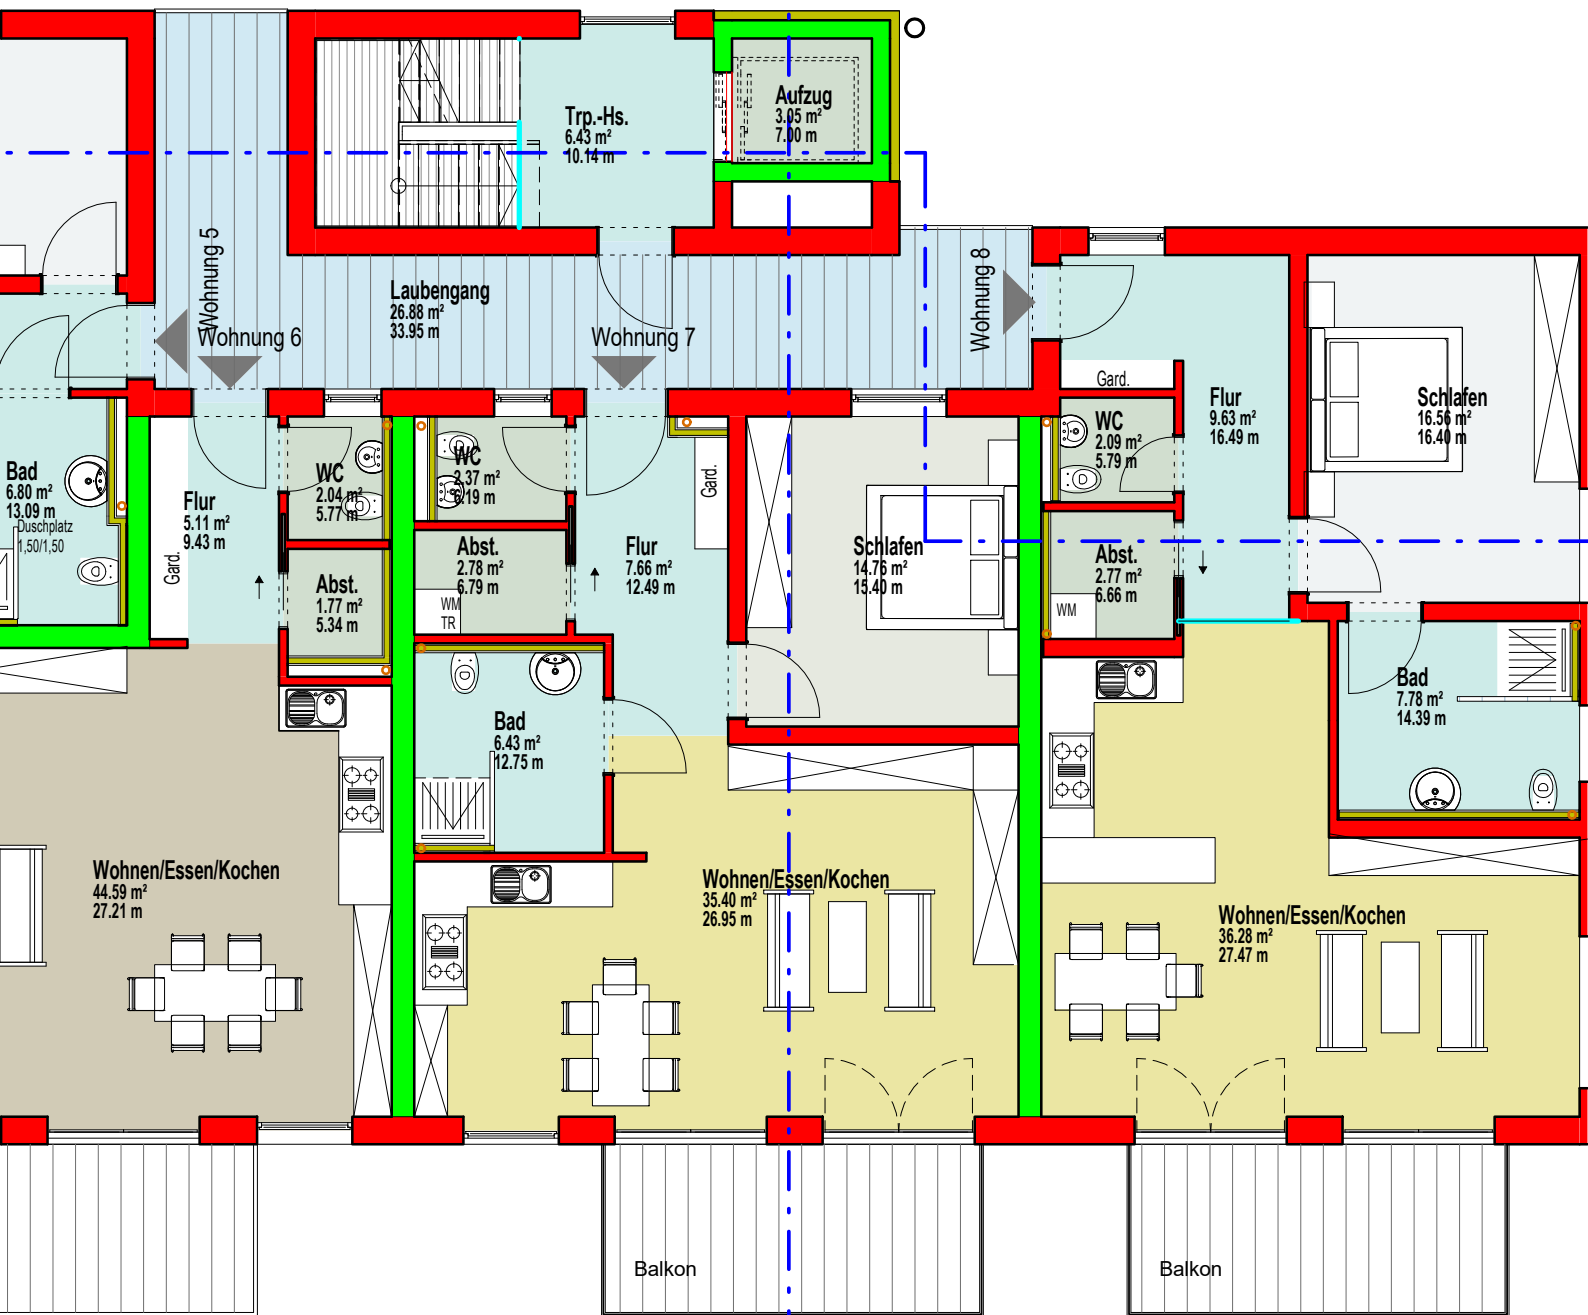 Trp.-Hs.
6.43 m²
10.14 m
Aufzug
3.05 m²
7.00 m
Wohnung 5
Wohnung 6
Laubengang
26.88 m²
33.95 m
Wohnung 7
Wohnung 8
Gard.
Flur
9.63 m²
16.49 m
Schlafen
16.56 m²
16.40 m
WC
2.09 m²
5.79 m
Bad
6.80 m²
13.09 m
Duschplatz
1,50/1,50
Flur
5.11 m²
9.43 m
Gard.
WC
2.04 m²
5.77 m
WC
2.37 m²
6.19 m
Gard.
Abst.
1.77 m²
5.34 m
Abst.
2.78 m²
6.79 m
WM
TR
Flur
7.66 m²
12.49 m
Schlafen
14.76 m²
15.40 m
Abst.
2.77 m²
6.66 m
WM
Bad
6.43 m²
12.75 m
Bad
7.78 m²
14.39 m
Wohnen/Essen/Kochen
44.59 m²
27.21 m
Wohnen/Essen/Kochen
35.40 m²
26.95 m
Wohnen/Essen/Kochen
36.28 m²
27.47 m
Balkon
Balkon